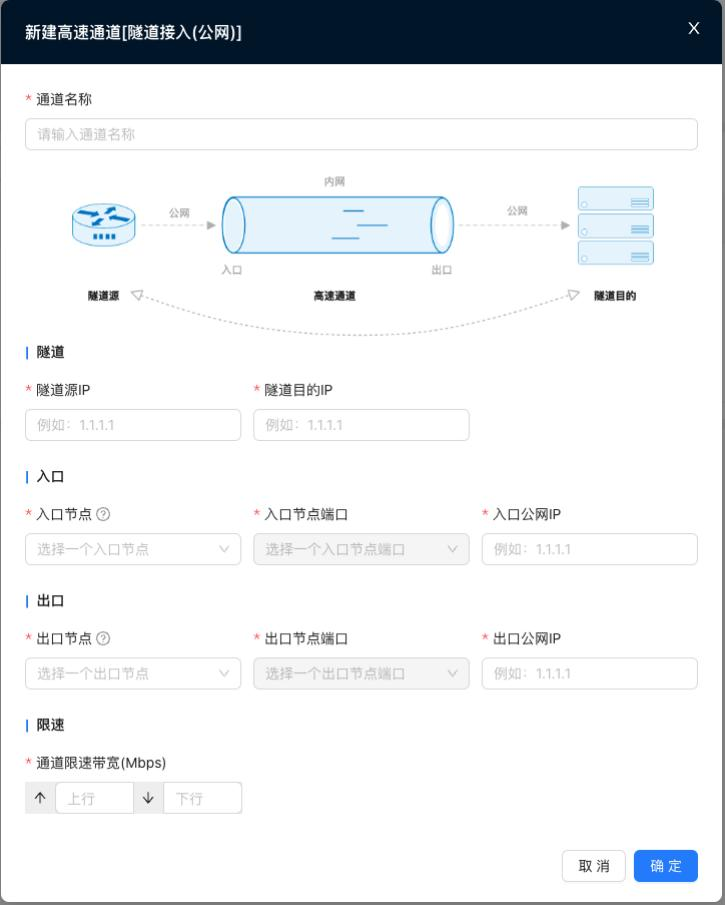 新建高速通道[隧道接入(公网)]
X
* 通道名称
请输入通道名称
内网
公网
公网
入口
出口
隧道源
高速通道
隧道目的
隧道
* 隧道源IP
* 隧道目的IP
例如：1.1.1.1
例如：1.1.1.1
入口
* 入口节点 ?
* 入口节点端口
* 入口公网IP
选择一个入口节点
选择一个入口节点端口
例如：1.1.1.1
出口
* 出口节点 ?
* 出口节点端口
* 出口公网IP
选择一个出口节点
选择一个出口节点端口
例如：1.1.1.1
限速
* 通道限速带宽(Mbps)
↑ 上行 ↓ 下行
取 消
确 定